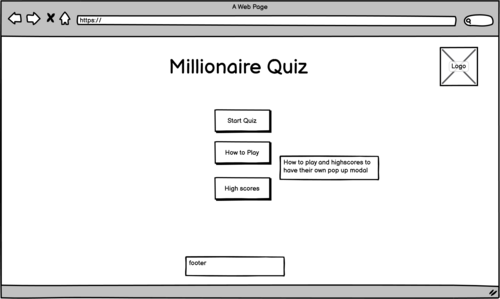 A Web Page
https://
Millionaire Quiz
Logo
Start Quiz
How to Play
How to play and highscores to
have their own pop up modal
High scores
footer